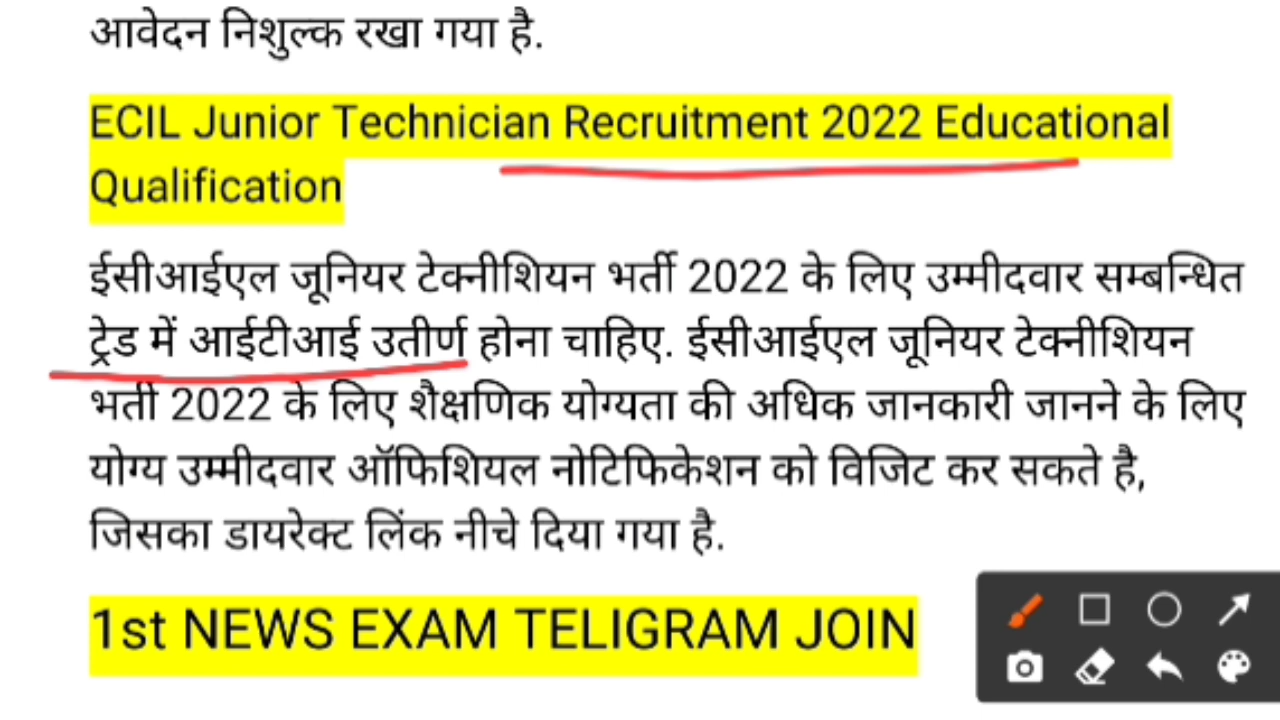 आवेदन निशुल्क रखा गया है.
ECIL Junior Technician Recruitment 2022 Educational
Qualification
ईसीआईएल जूनियर टेक्नीशियन भर्ती 2022 के लिए उम्मीदवार सम्बन्धित
ट्रेड में आईटीआई उतीर्ण होना चाहिए. ईसीआईएल जूनियर टेक्नीशियन
भर्ती 2022 के लिए शैक्षणिक योग्यता की अधिक जानकारी जानने के लिए
योग्य उम्मीदवार ऑफिशियल नोटिफिकेशन को विजिट कर सकते है,
जिसका डायरेक्ट लिंक नीचे दिया गया है.
1st NEWS EXAM TELIGRAM JOIN